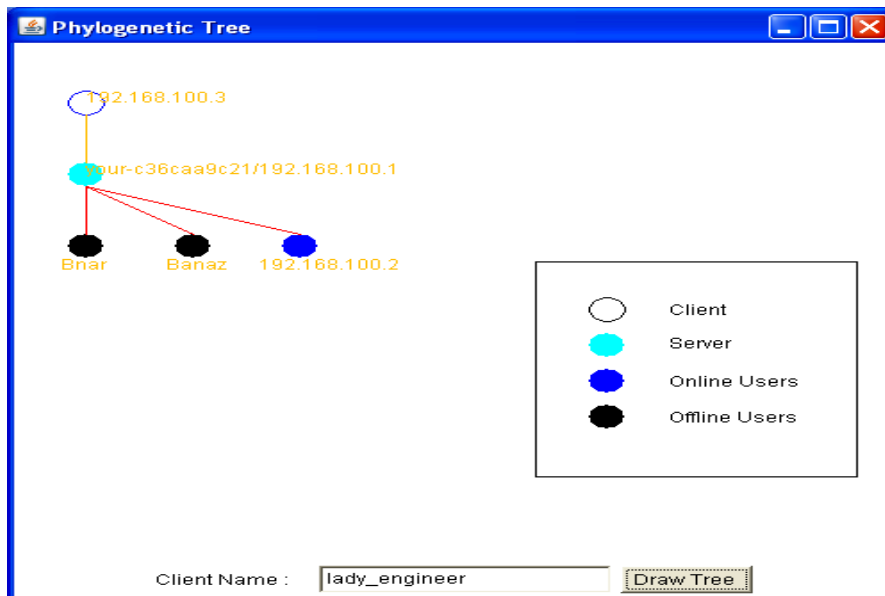 Phylogenetic Tree
192.168.100.3
your-c36caa9c21/192.168.100.1
Bnar Banaz 192.168.100.2
Client
Server
Online Users
Offline Users
Client Name : lady_engineer Draw Tree